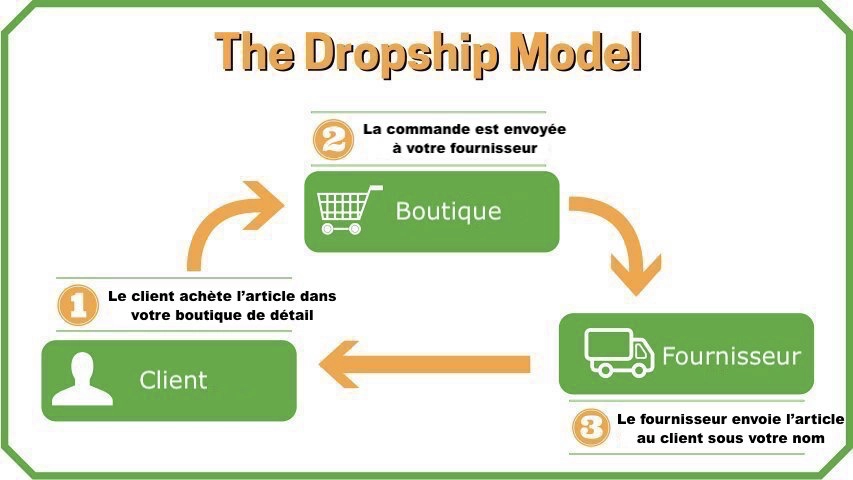 The Dropship Model
2 La commande est envoyée
à votre fournisseur
Boutique
1 Le client achète l’article dans
votre boutique de détail
Client
Fournisseur
3 Le fournisseur envoie l’article
au client sous votre nom